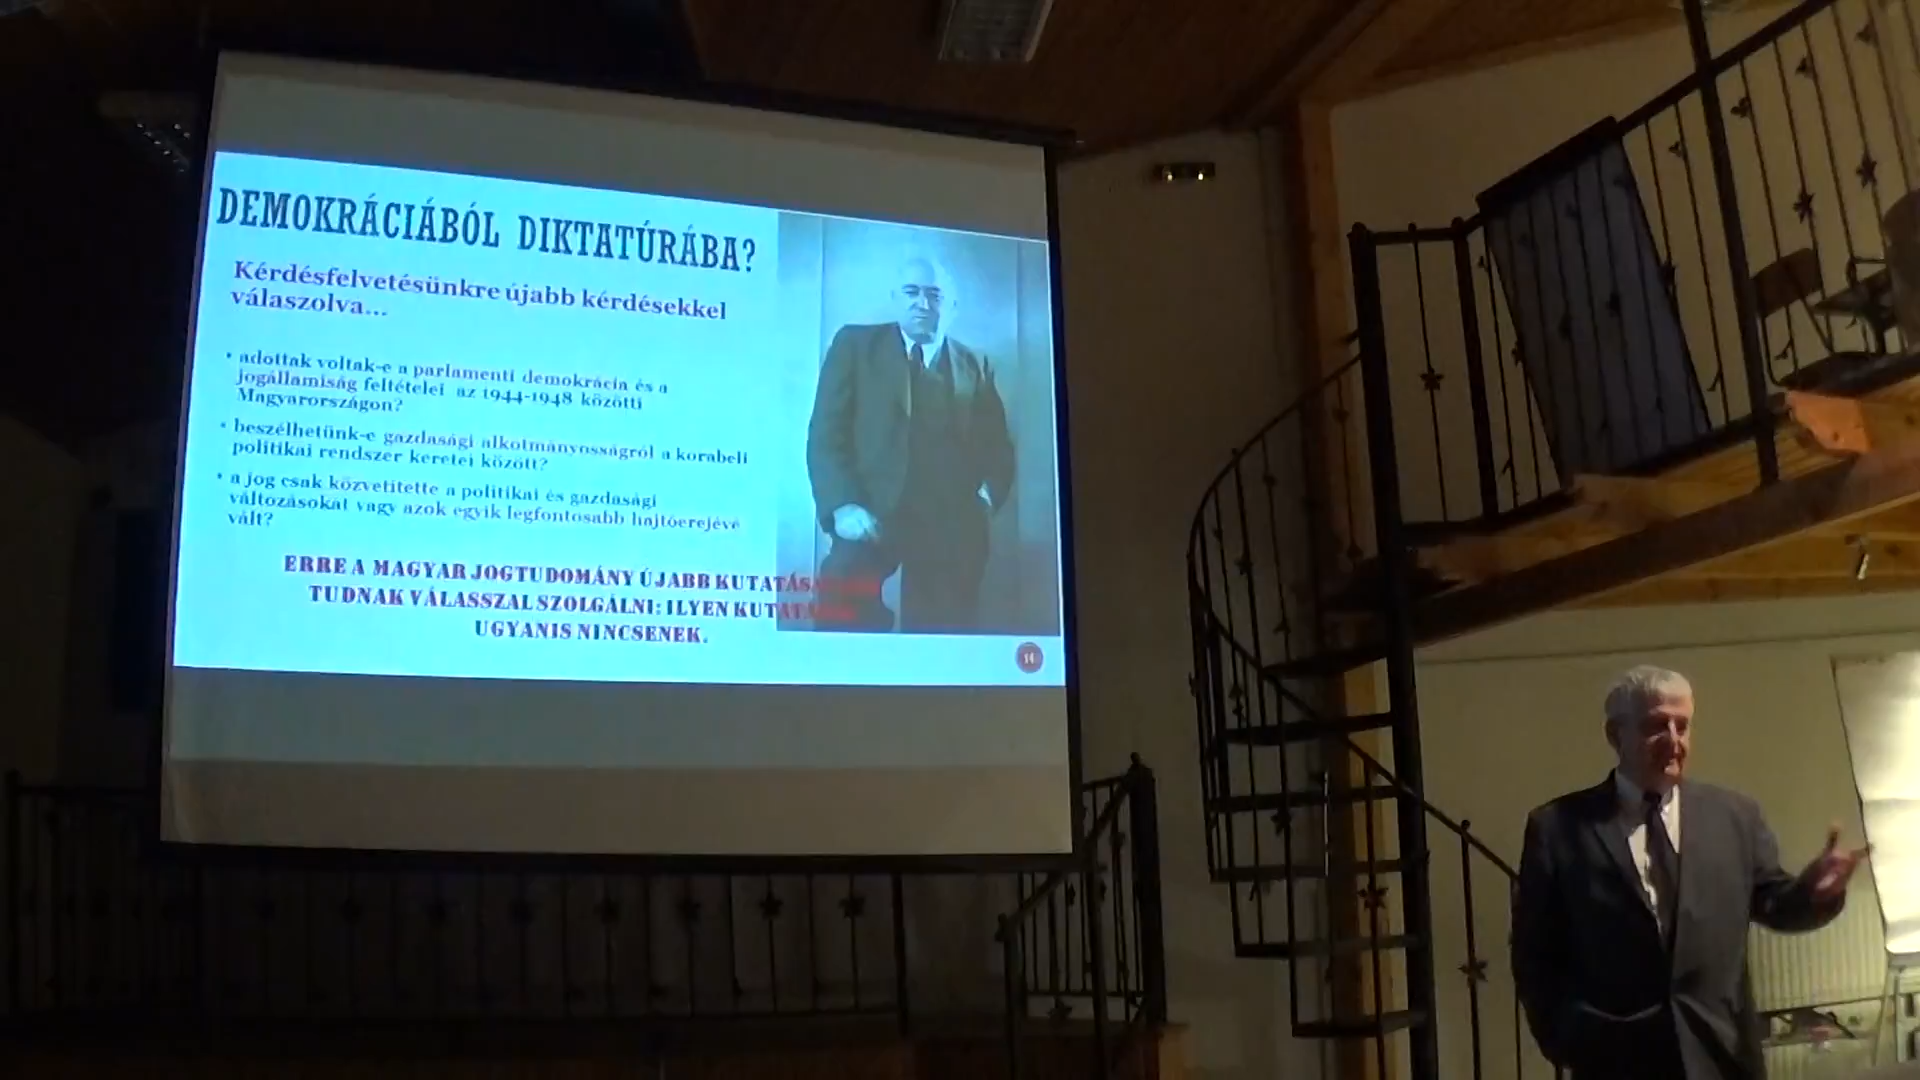 DEMOKRÁCIÁBÓL DIKTATÚRÁBA?
Kérdésfelvetésünkre újabb kérdésekkel
válaszolva...
• adottak voltak-e a parlamenti demokrácia és a
jogállamiság feltételei az 1944-1948 közötti
Magyarországon?
• beszélhetünk-e gazdasági alkotmányosságról a korabeli
politikai rendszer keretei között?
• a jog csak közvetítette a politikai és gazdasági
változásokat vagy azok egyik legfontosabb hajtóerejévé
vált?
ERRE A MAGYAR JOGTUDOMÁNY ÚJABB
TUDNAK VÁLASSZAL SZOLGÁLNI: ILYEN
UGYANIS NINCSENEK.
14